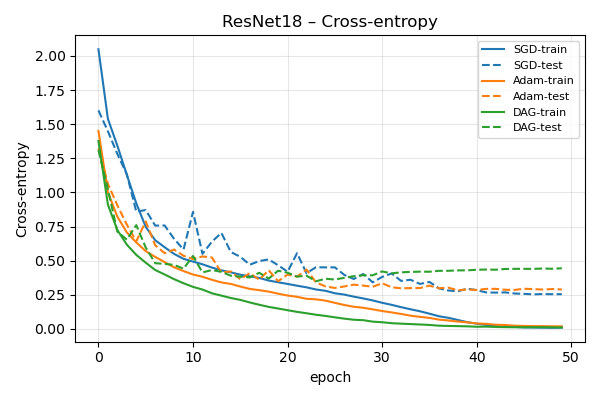 ResNet18 – Cross-entropy
Cross-entropy
2.00
1.75
1.50
1.25
1.00
0.75
0.50
0.25
0.00
SGD-train
SGD-test
Adam-train
Adam-test
DAG-train
DAG-test
0
10
20
30
40
50
epoch